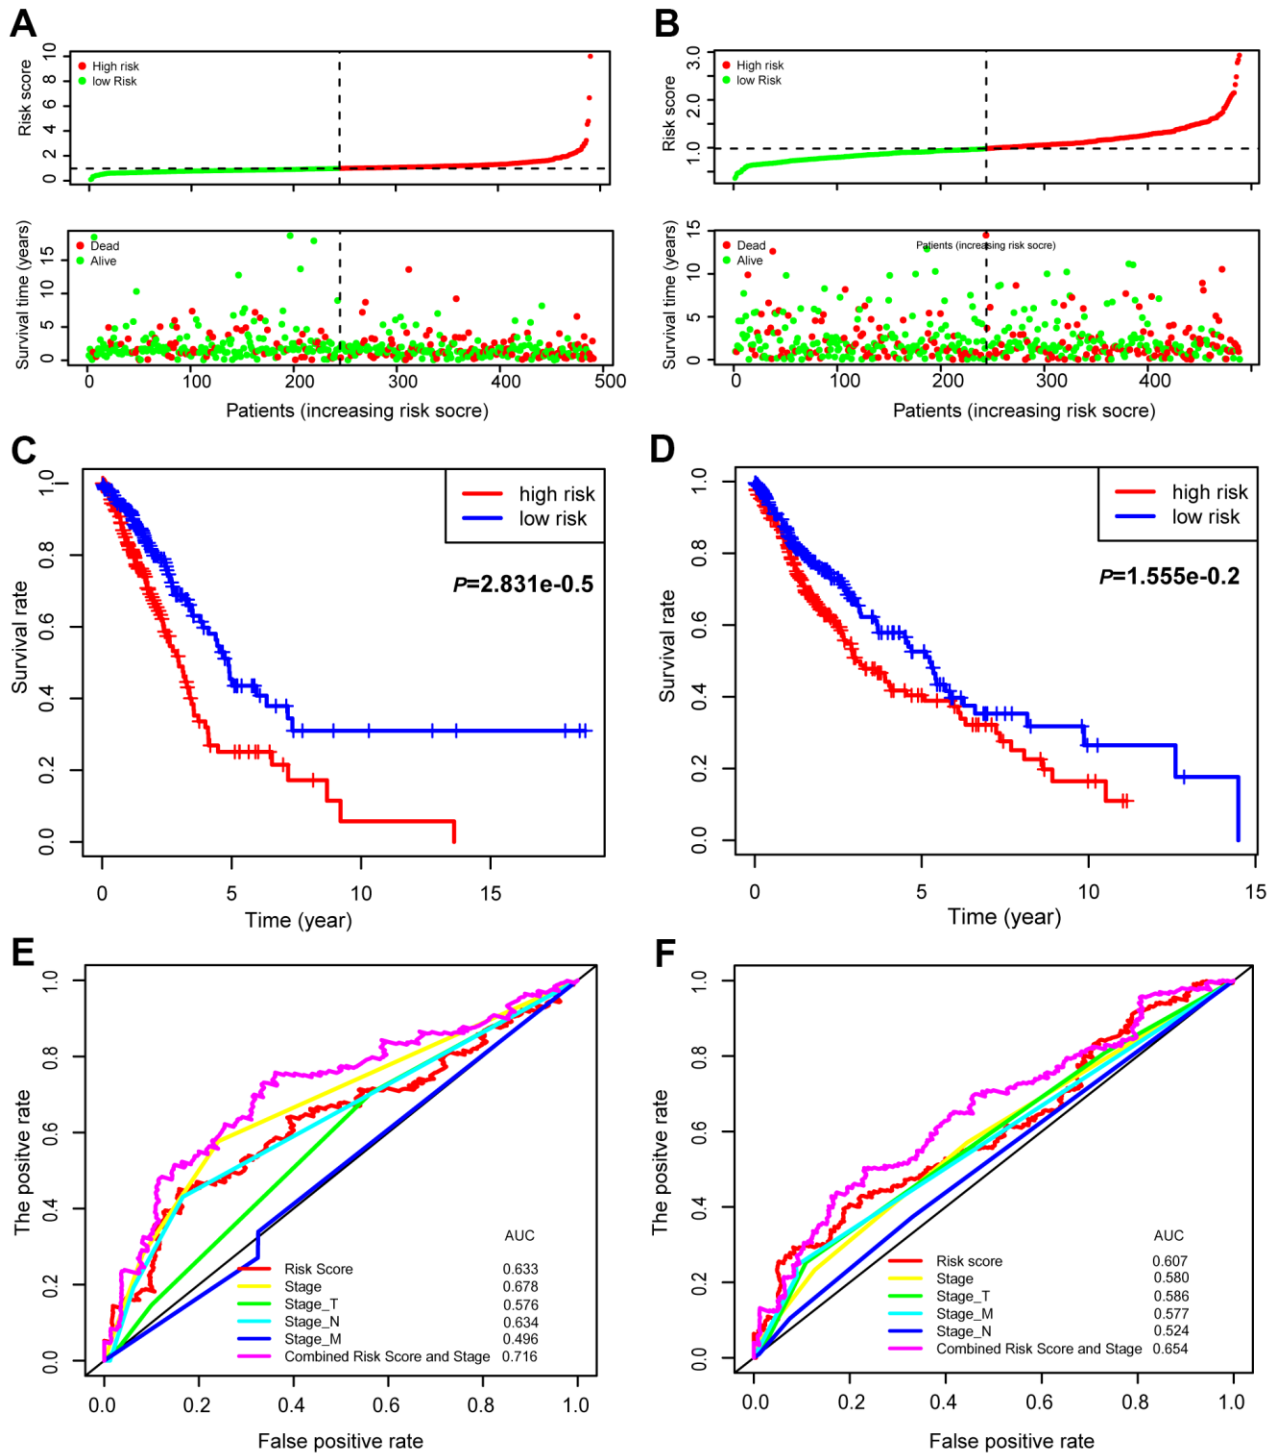 A
10
8
6
4
2
0
Risk score
High risk
low Risk
15
10
5
0
Survival time (years)
Dead
Alive
0 100 200 300 400 500
Patients (increasing risk socre)
B
3.0
2.0
1.0
Risk score
High risk
low Risk
15
10
5
0
Survival time (years)
Dead
Alive
Patients (increasing risk socre)
0 100 200 300 400
Patients (increasing risk socre)
C
1.0
0.8
0.6
0.4
0.2
0.0
Survival rate
high risk
low risk
P=2.831e-0.5
0 5 10 15
Time (year)
D
1.0
0.8
0.6
0.4
0.2
0.0
Survival rate
high risk
low risk
P=1.555e-0.2
0 5 10 15
Time (year)
E
1.0
0.8
0.6
0.4
0.2
0.0
The positive rate
AUC
Risk Score 0.633
Stage 0.678
Stage_T 0.576
Stage_N 0.634
Stage_M 0.496
Combined Risk Score and Stage 0.716
0.0 0.2 0.4 0.6 0.8 1.0
False positive rate
F
1.0
0.8
0.6
0.4
0.2
0.0
The positive rate
AUC
Risk score 0.607
Stage 0.580
Stage_T 0.586
Stage_M 0.577
Stage_N 0.524
Combined Risk Score and Stage 0.654
0.0 0.2 0.4 0.6 0.8 1.0
False positive rate